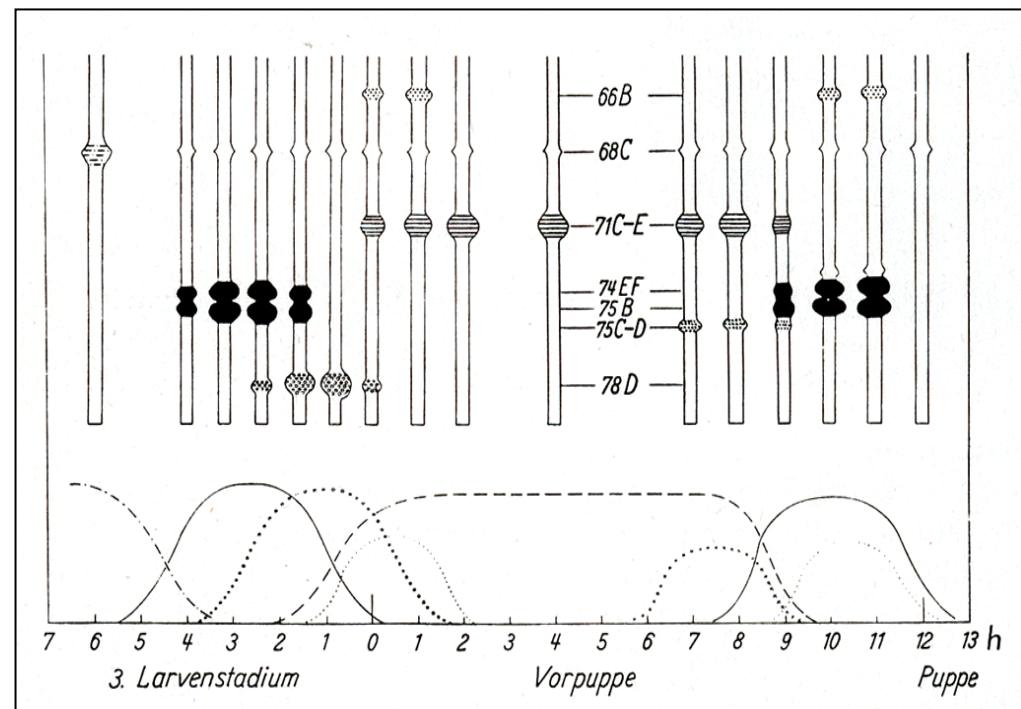 66B
68C
71C-E
74EF
75B
75C-D
78D
7 6 5 4 3 2 1 0 1 2 3 4 5 6 7 8 9 10 11 12 13 h
3. Larvenstadium Vorpuppe Puppe